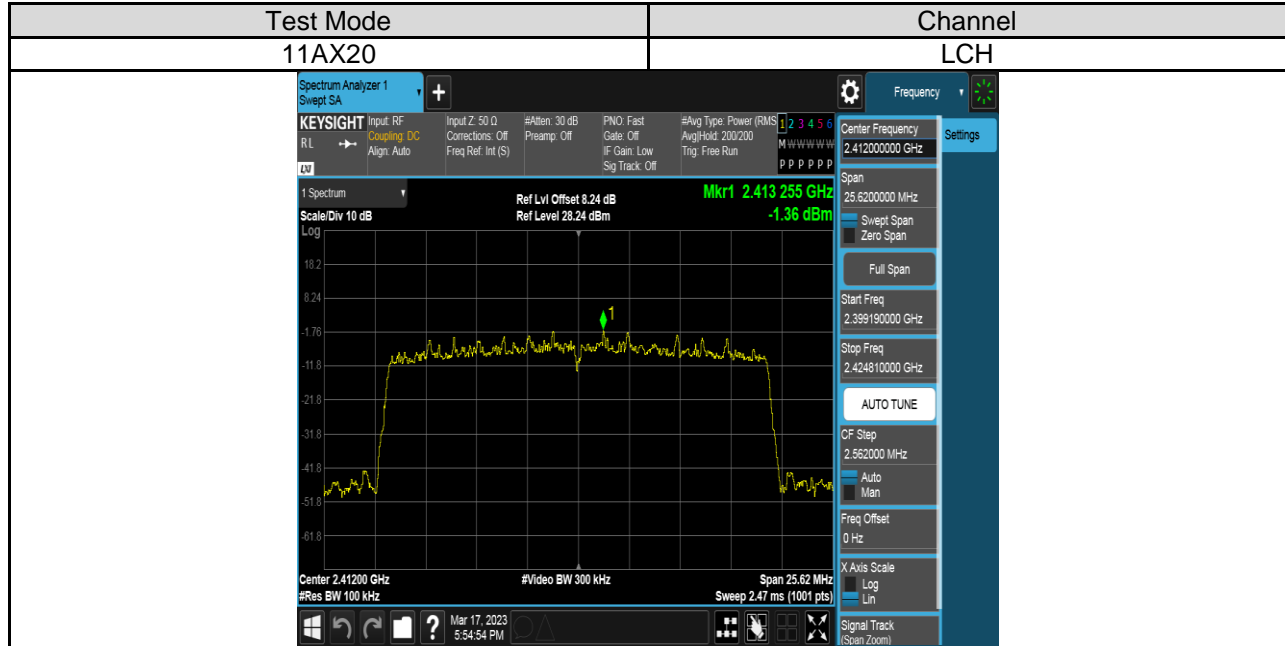 Test Mode Channel
11AX20 LCH
Spectrum Analyzer 1
Swept SA
+
Frequency
KEYSIGHT
RL
LXI
Input: RF
Coupling: DC
Align: Auto
Input Z: 50 Ω
Corrections: Off
Freq Ref: Int (S)
#Atten: 30 dB
Preamp: Off
PNO: Fast
Gate: Off
IF Gain: Low
Sig Track: Off
#Avg Type: Power (RMS
Avg|Hold: 200/200
Trig: Free Run
1 2 3 4 5 6
M W W W W W
P P P P P P
1 Spectrum
Scale/Div 10 dB
Log
Ref Lvl Offset 8.24 dB
Ref Level 28.24 dBm
Mkr1 2.413 255 GHz
-1.36 dBm
18.2
8.24
-1.76
-11.8
-21.8
-31.8
-41.8
-51.8
-61.8
1
Center 2.41200 GHz
#Res BW 100 kHz
#Video BW 300 kHz
Span 25.62 MHz
Sweep 2.47 ms (1001 pts)
?
Mar 17, 2023
5:54:54 PM
Center Frequency
2.412000000 GHz
Settings
Span
25.6200000 MHz
Swept Span
Zero Span
Full Span
Start Freq
2.399190000 GHz
Stop Freq
2.424810000 GHz
AUTO TUNE
CF Step
2.562000 MHz
Auto
Man
Freq Offset
0 Hz
X Axis Scale
Log
Lin
Signal Track
(Span Zoom)